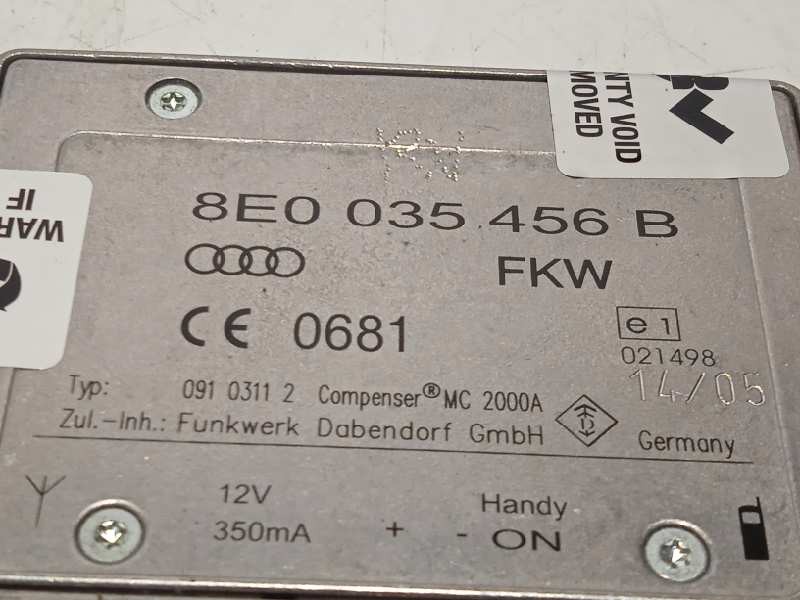 NTY VOID
MOVED
WAR
IF
8E0 035 456 B
FKW
CE 0681
e1
021498
14/05
Typ: 091 0311 2 Compenser® MC 2000A
Zul.-Inh.: Funkwerk Dabendorf GmbH
Germany
12V
350mA + -
Handy
ON